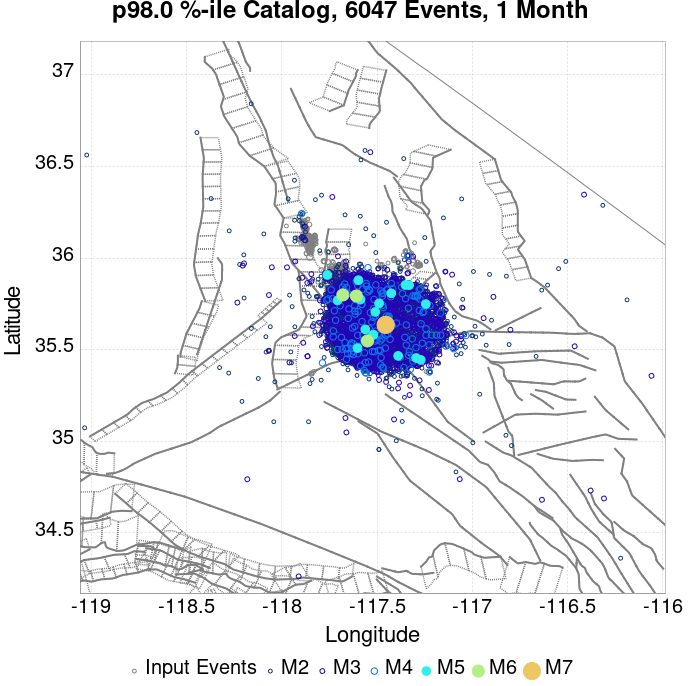 p98.0 %-ile Catalog, 6047 Events, 1 Month
37
36.5
36
35.5
35
34.5
Latitude
-119 -118.5 -118 -117.5 -117 -116.5 -116
Longitude
Input Events M2 M3 M4 M5 M6 M7